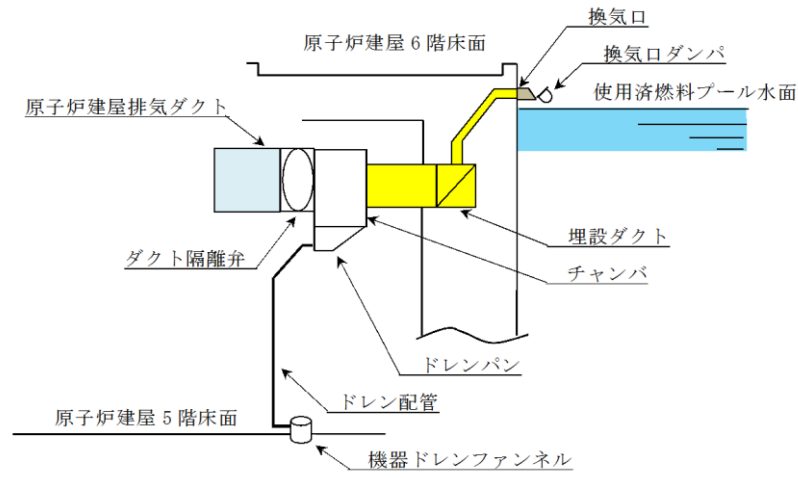 換気口
原子炉建屋６階床面
換気口ダンパ
使用済燃料プール水面
原子炉建屋排気ダクト
埋設ダクト
ダクト隔離弁
チャンバ
ドレンパン
ドレン配管
原子炉建屋５階床面
機器ドレンファンネル